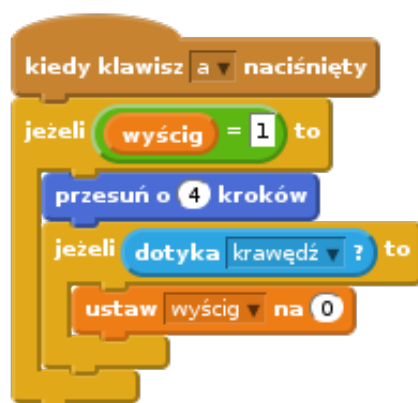 kiedy klawisz a naciśnięty
jeżeli wyścig = 1 to
przesuń o 4 kroków
jeżeli dotyka krawędź ? to
ustaw wyścig na 0